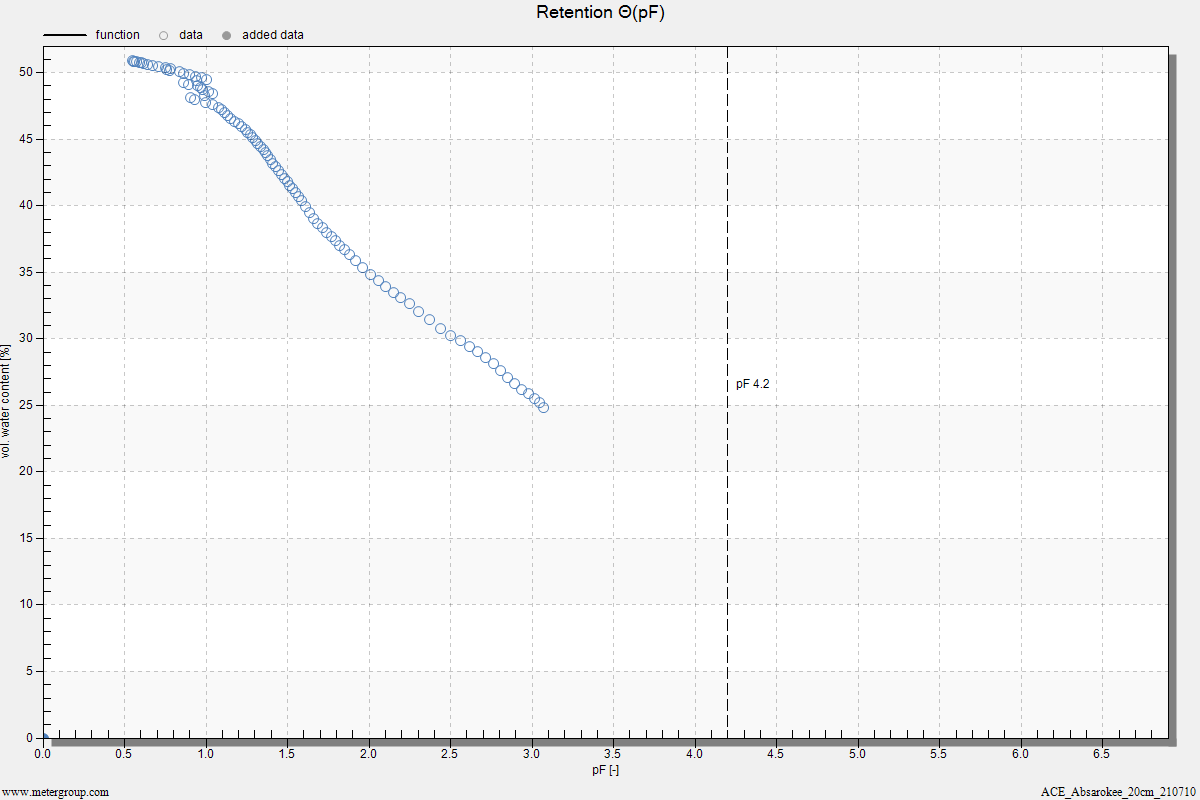 Retention Θ(pF)
function data added data
50
45
40
35
30
25
20
15
10
5
0
vol. water content [%]
pF 4.2
0.0 0.5 1.0 1.5 2.0 2.5 3.0 3.5 4.0 4.5 5.0 5.5 6.0 6.5
pF [-]
www.metergroup.com
ACE_Absarokee_20cm_210710